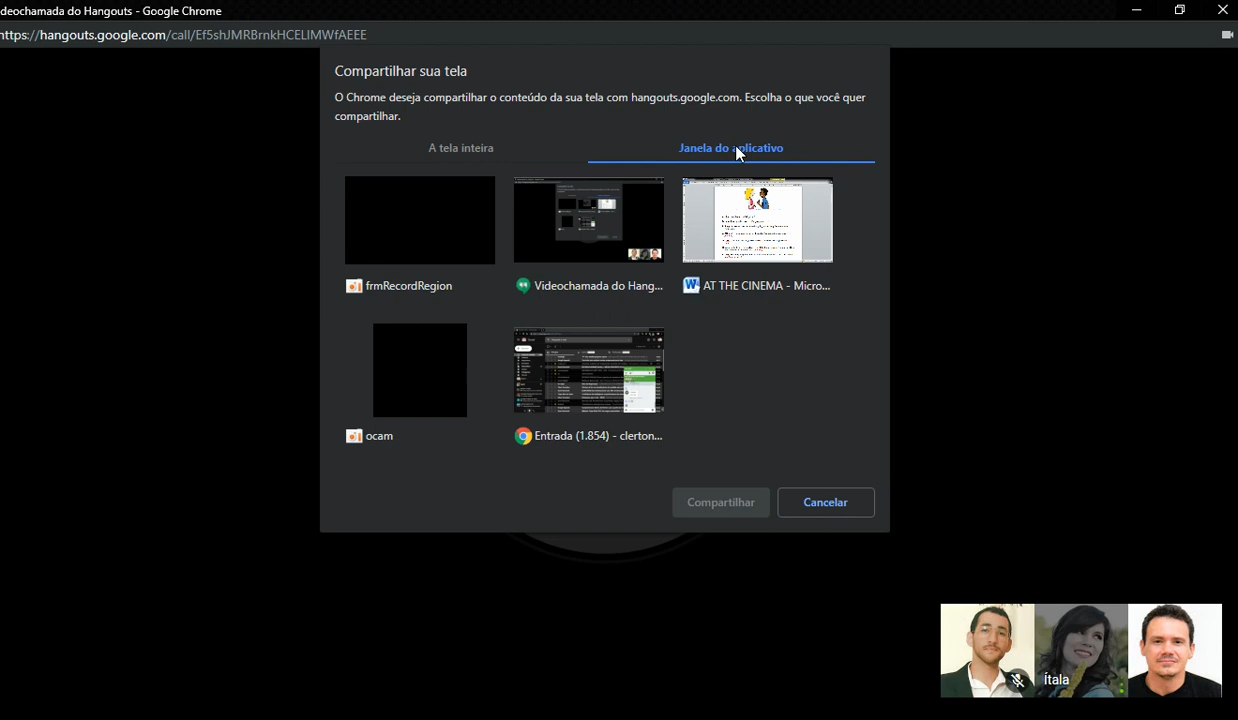 deochamada do Hangouts - Google Chrome
https://hangouts.google.com/call/Ef5shJMRBrnkHCELIMWfAEEE
Compartilhar sua tela
O Chrome deseja compartilhar o conteúdo da sua tela com hangouts.google.com. Escolha o que você quer
compartilhar.
A tela inteira
Janela do aplicativo
frmRecordRegion
Videochamada do Hang...
AT THE CINEMA - Micro...
ocam
Entrada (1.854) - clerton...
Compartilhar
Cancelar
Ítala